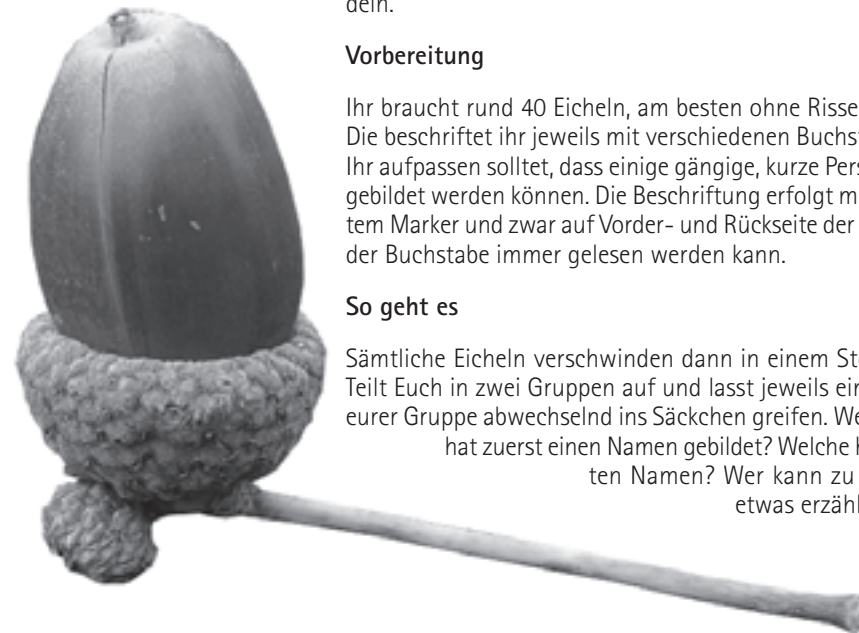 deln.
Vorbereitung
Ihr braucht rund 40 Eicheln, am besten ohne Risse
Die beschriftet ihr jeweils mit verschiedenen Buchst
Ihr aufpassen solltet, dass einige gängige, kurze Pers
gebildet werden können. Die Beschriftung erfolgt m
tem Marker und zwar auf Vorder- und Rückseite der
der Buchstabe immer gelesen werden kann.
So geht es
Sämtliche Eicheln verschwinden dann in einem Sto
Teilt Euch in zwei Gruppen auf und lasst jeweils ein
eurer Gruppe abwechselnd ins Säckchen greifen. We
hat zuerst einen Namen gebildet? Welche
ten Namen? Wer kann zu
etwas erzähl